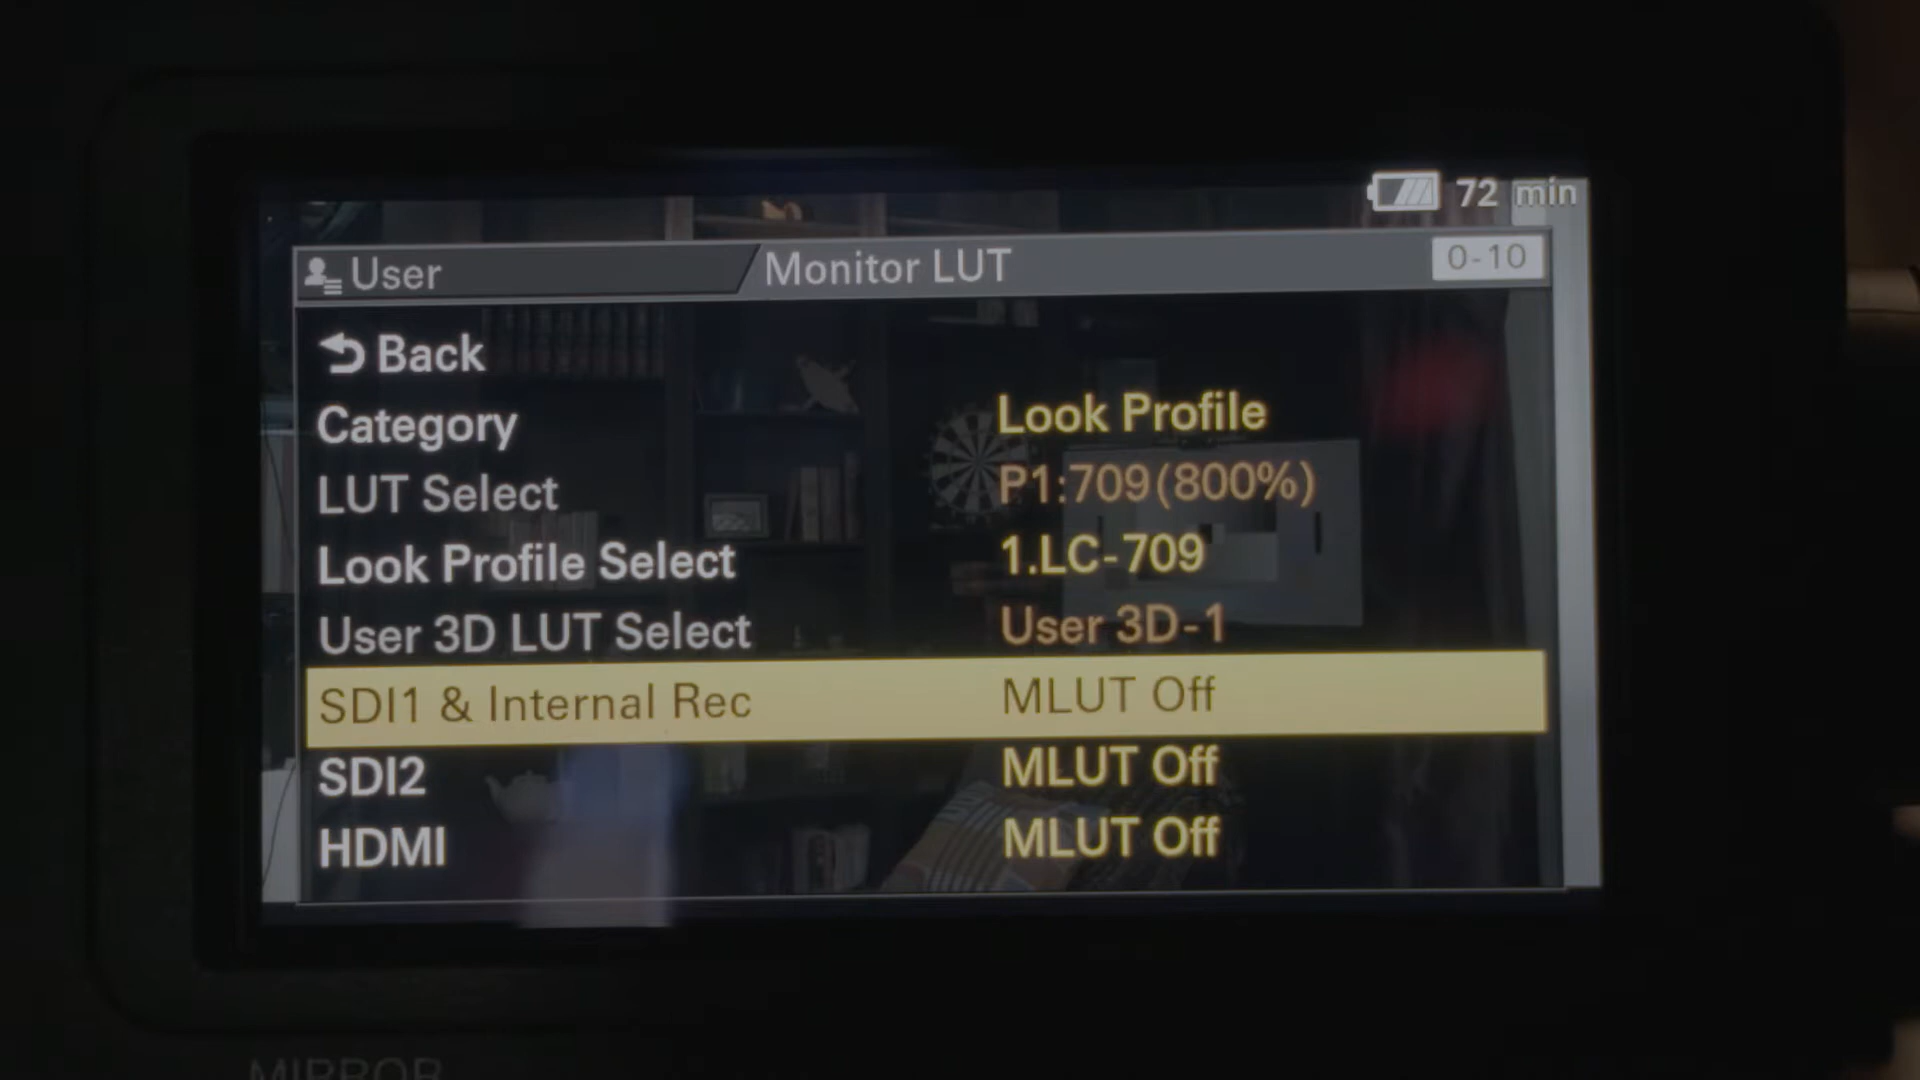 72 min
User Monitor LUT 0-10
Back
Category Look Profile
LUT Select P1:709(800%)
Look Profile Select 1.LC-709
User 3D LUT Select User 3D-1
SDI1 & Internal Rec MLUT Off
SDI2 MLUT Off
HDMI MLUT Off
MIRROR